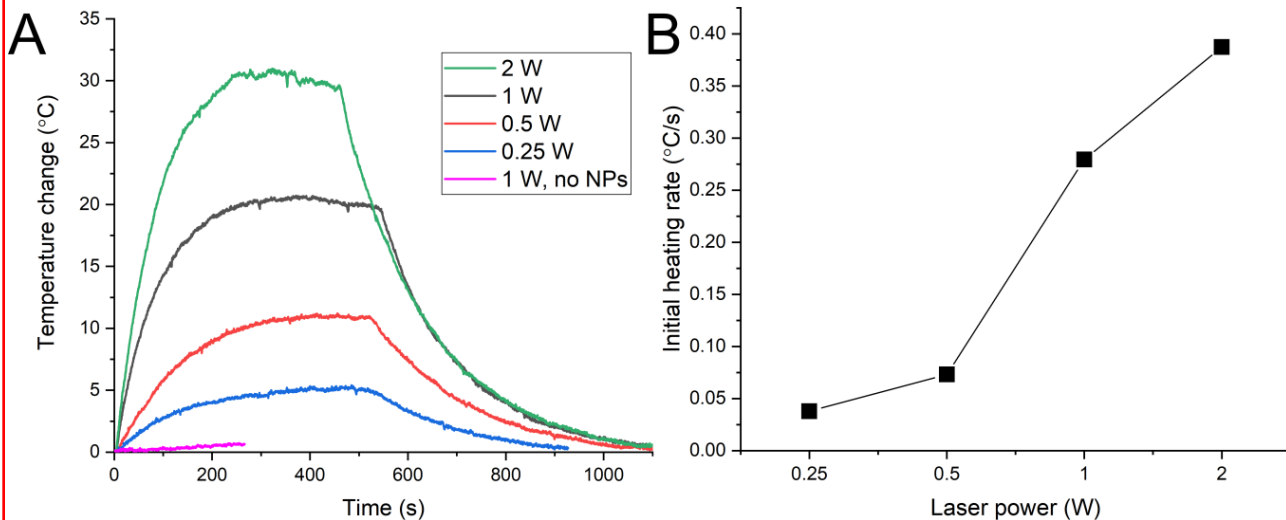 A
Temperature change (°C)
35
30
25
20
15
10
5
0
0
200
400
600
800
1000
Time (s)
2 W
1 W
0.5 W
0.25 W
1 W, no NPs
B
Initial heating rate (°C/s)
0.40
0.35
0.30
0.25
0.20
0.15
0.10
0.05
0.00
0.25
0.5
1
2
Laser power (W)